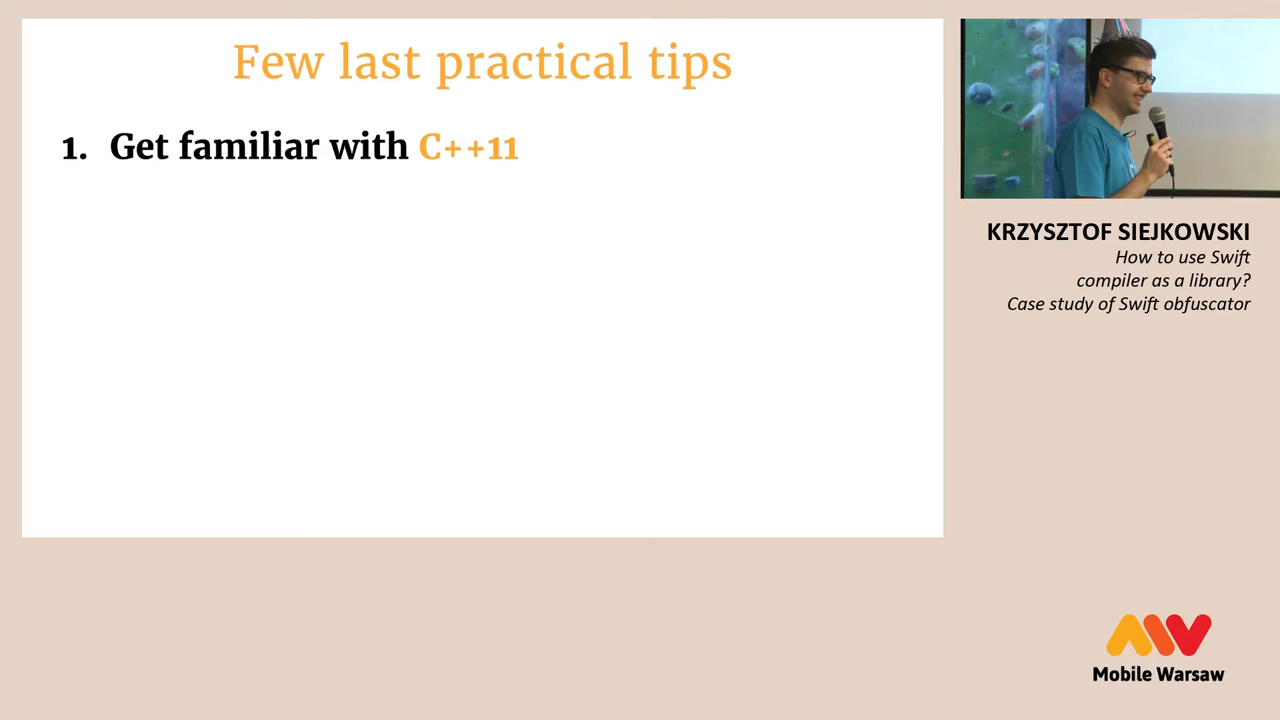 Few last practical tips
1. Get familiar with C++11
KRZYSZTOF SIEJKOWSKI
How to use Swift
compiler as a library?
Case study of Swift obfuscator
Mobile Warsaw